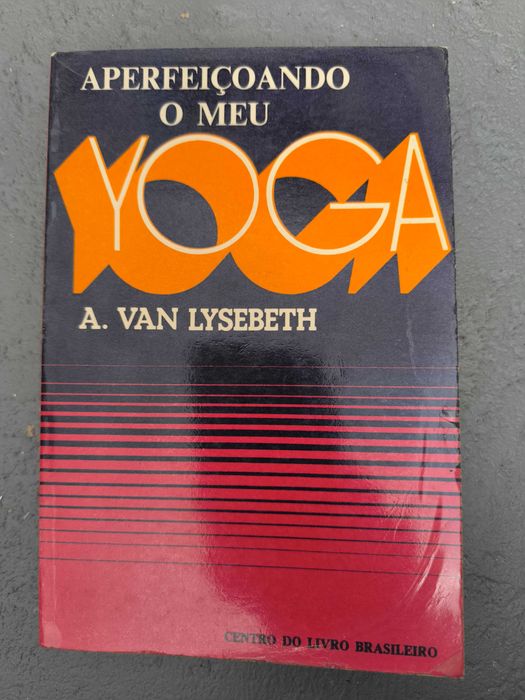 APERFEIÇOANDO
O MEU
YOGA
A. VAN LYSEBETH
CENTRO DO LIVRO BRASILEIRO